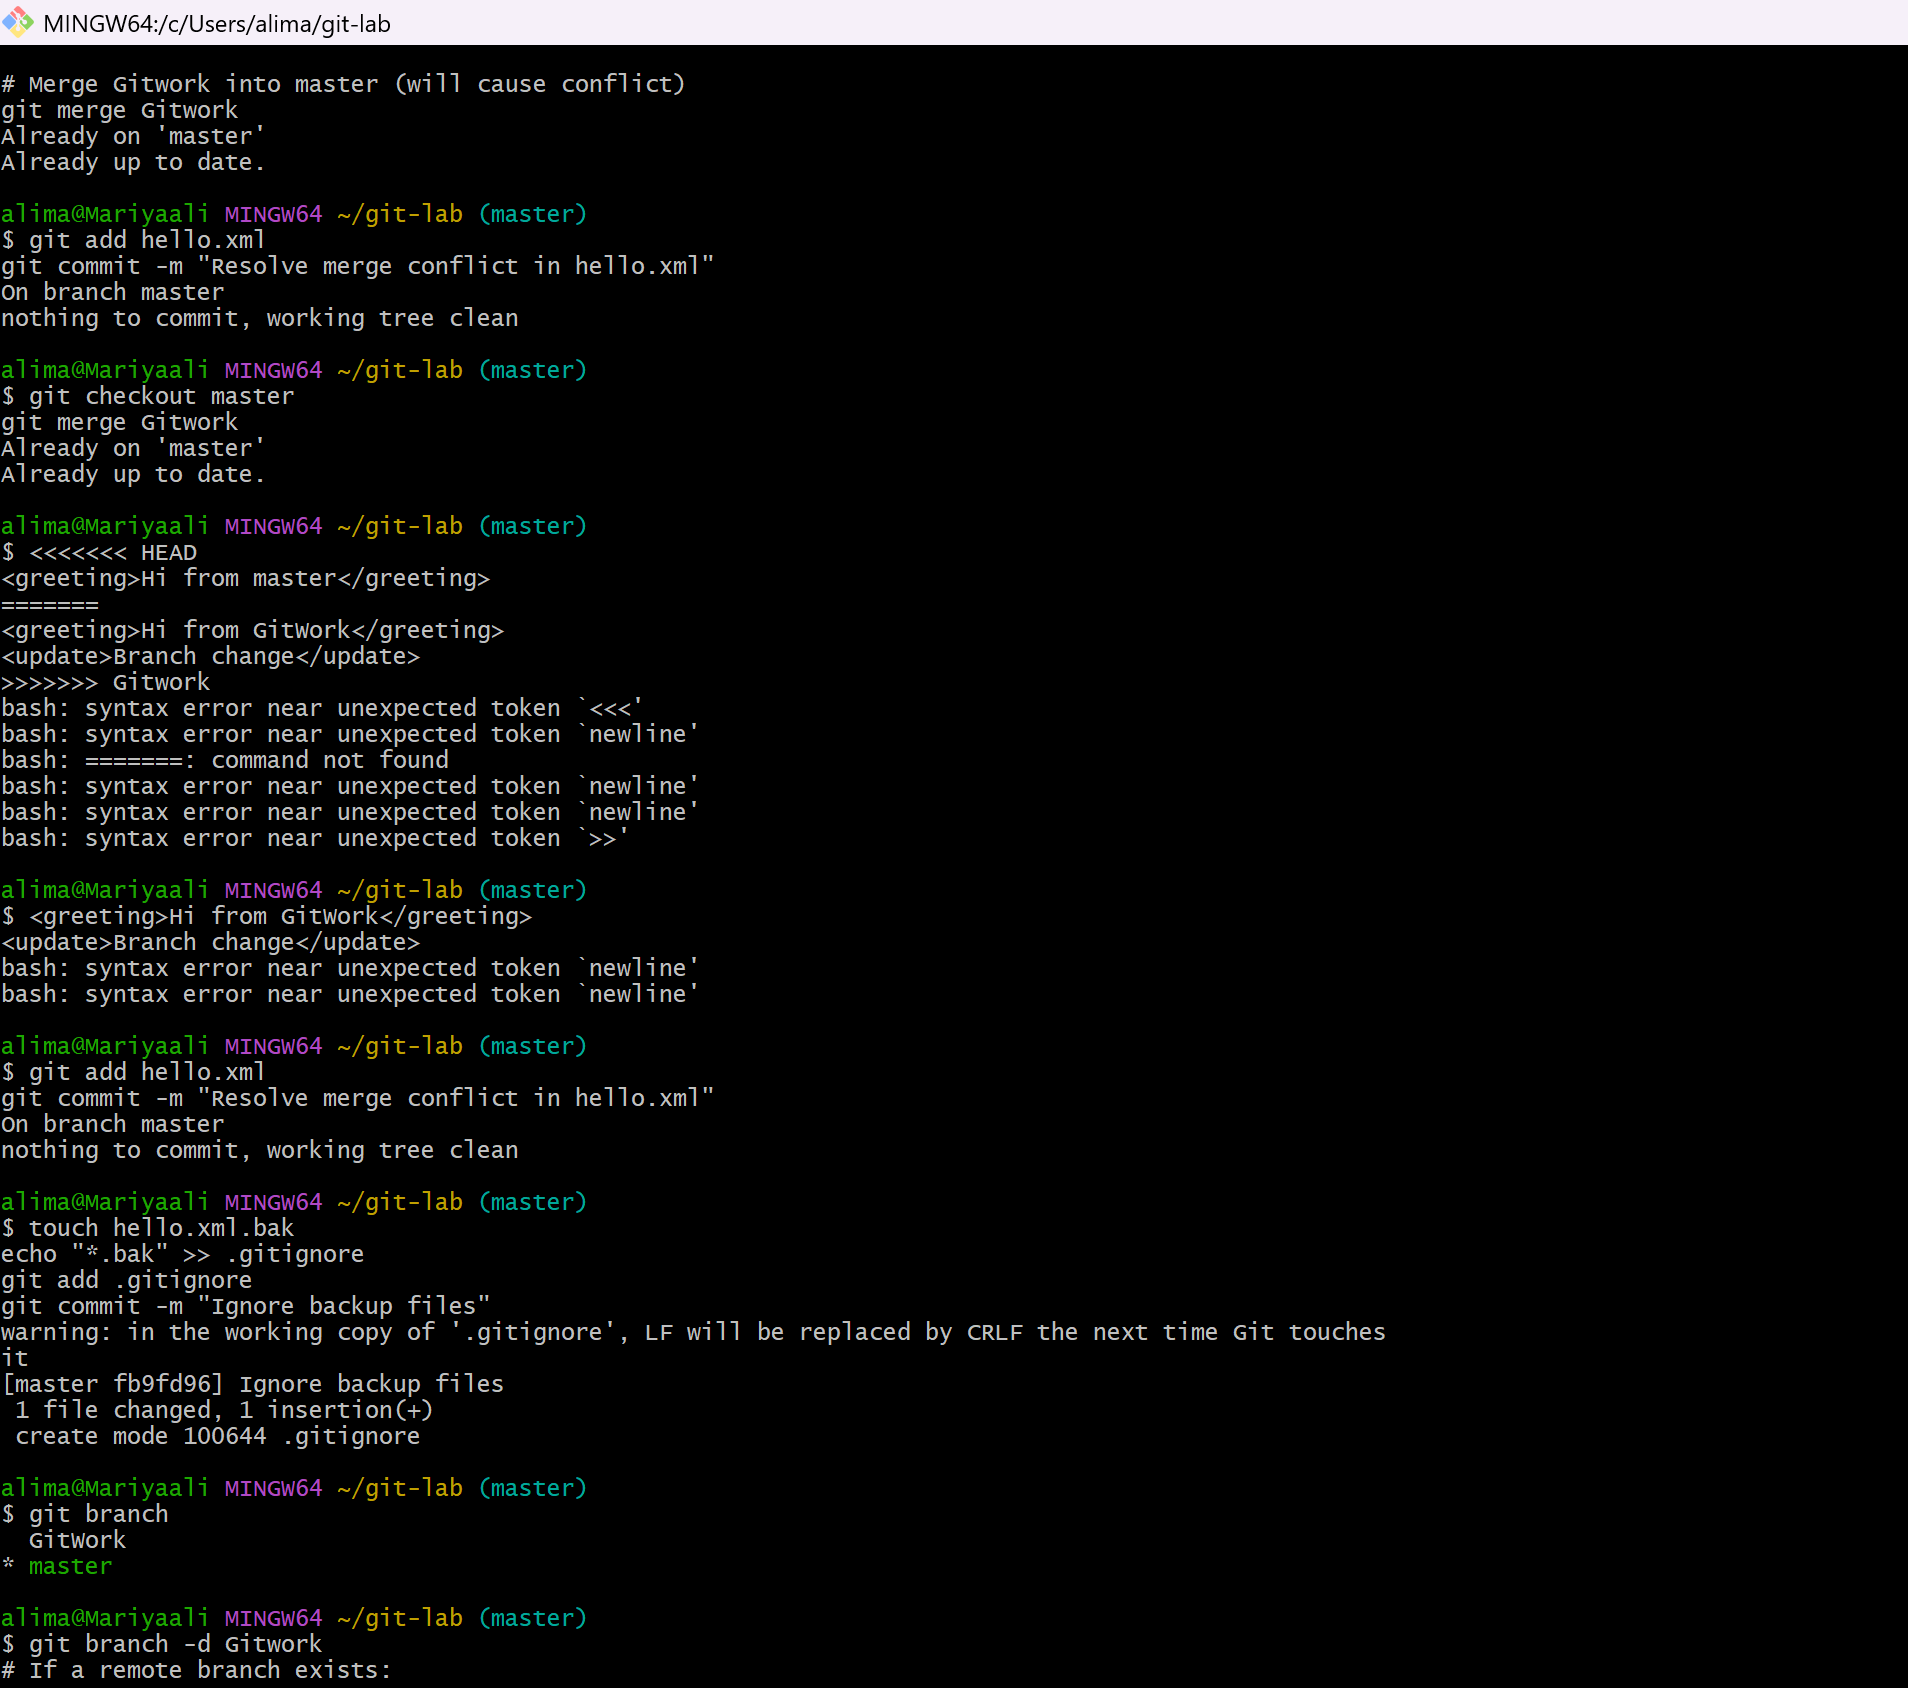 MINGW64:/c/Users/alima/git-lab
# Merge Gitwork into master (will cause conflict)
git merge Gitwork
Already on 'master'
Already up to date.
alima@Mariyaali MINGW64 ~/git-lab (master)
$ git add hello.xml
git commit -m "Resolve merge conflict in hello.xml"
On branch master
nothing to commit, working tree clean
alima@Mariyaali MINGW64 ~/git-lab (master)
$ git checkout master
git merge Gitwork
Already on 'master'
Already up to date.
alima@Mariyaali MINGW64 ~/git-lab (master)
$ <<<<<<< HEAD
<greeting>Hi from master</greeting>
=======
<greeting>Hi from GitWork</greeting>
<update>Branch change</update>
>>>>>>> Gitwork
bash: syntax error near unexpected token `<<<'
bash: syntax error near unexpected token `newline'
bash: =======: command not found
bash: syntax error near unexpected token `newline'
bash: syntax error near unexpected token `newline'
bash: syntax error near unexpected token `>>'
alima@Mariyaali MINGW64 ~/git-lab (master)
$ <greeting>Hi from GitWork</greeting>
<update>Branch change</update>
bash: syntax error near unexpected token `newline'
bash: syntax error near unexpected token `newline'
alima@Mariyaali MINGW64 ~/git-lab (master)
$ git add hello.xml
git commit -m "Resolve merge conflict in hello.xml"
On branch master
nothing to commit, working tree clean
alima@Mariyaali MINGW64 ~/git-lab (master)
$ touch hello.xml.bak
echo "*.bak" >> .gitignore
git add .gitignore
git commit -m "Ignore backup files"
warning: in the working copy of '.gitignore', LF will be replaced by CRLF the next time Git touches
it
[master fb9fd96] Ignore backup files
 1 file changed, 1 insertion(+)
 create mode 100644 .gitignore
alima@Mariyaali MINGW64 ~/git-lab (master)
$ git branch
  GitWork
* master
alima@Mariyaali MINGW64 ~/git-lab (master)
$ git branch -d Gitwork
# If a remote branch exists: